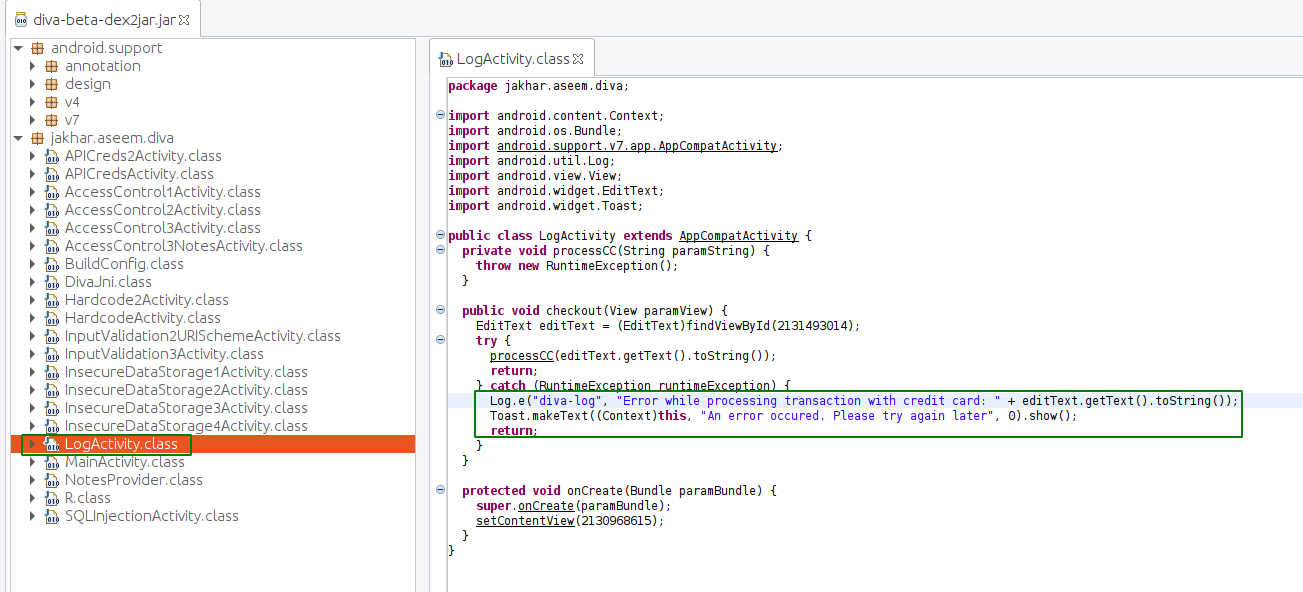 diva-beta-dex2jar.jar
android.support
annotation
design
v4
v7
jakhar.aseem.diva
APICreds2Activity.class
APICredsActivity.class
AccessControl1Activity.class
AccessControl2Activity.class
AccessControl3Activity.class
AccessControl3NotesActivity.class
BuildConfig.class
DivaJni.class
Hardcode2Activity.class
HardcodeActivity.class
InputValidation2URISchemeActivity.class
InputValidation3Activity.class
InsecureDataStorage1Activity.class
InsecureDataStorage2Activity.class
InsecureDataStorage3Activity.class
InsecureDataStorage4Activity.class
LogActivity.class
MainActivity.class
NotesProvider.class
R.class
SQLInjectionActivity.class
LogActivity.class
package jakhar.aseem.diva;
import android.content.Context;
import android.os.Bundle;
import android.support.v7.app.AppCompatActivity;
import android.util.Log;
import android.view.View;
import android.widget.EditText;
import android.widget.Toast;
public class LogActivity extends AppCompatActivity {
private void processCC(String paramString) {
throw new RuntimeException();
}
public void checkout(View paramView) {
EditText editText = (EditText)findViewById(2131493014);
try {
processCC(editText.getText().toString());
return;
} catch (RuntimeException runtimeException) {
Log.e("diva-log", "Error while processing transaction with credit card: " + editText.getText().toString());
Toast.makeText((Context)this, "An error occured. Please try again later", 0).show();
return;
}
}
protected void onCreate(Bundle paramBundle) {
super.onCreate(paramBundle);
setContentView(2130968615);
}
}